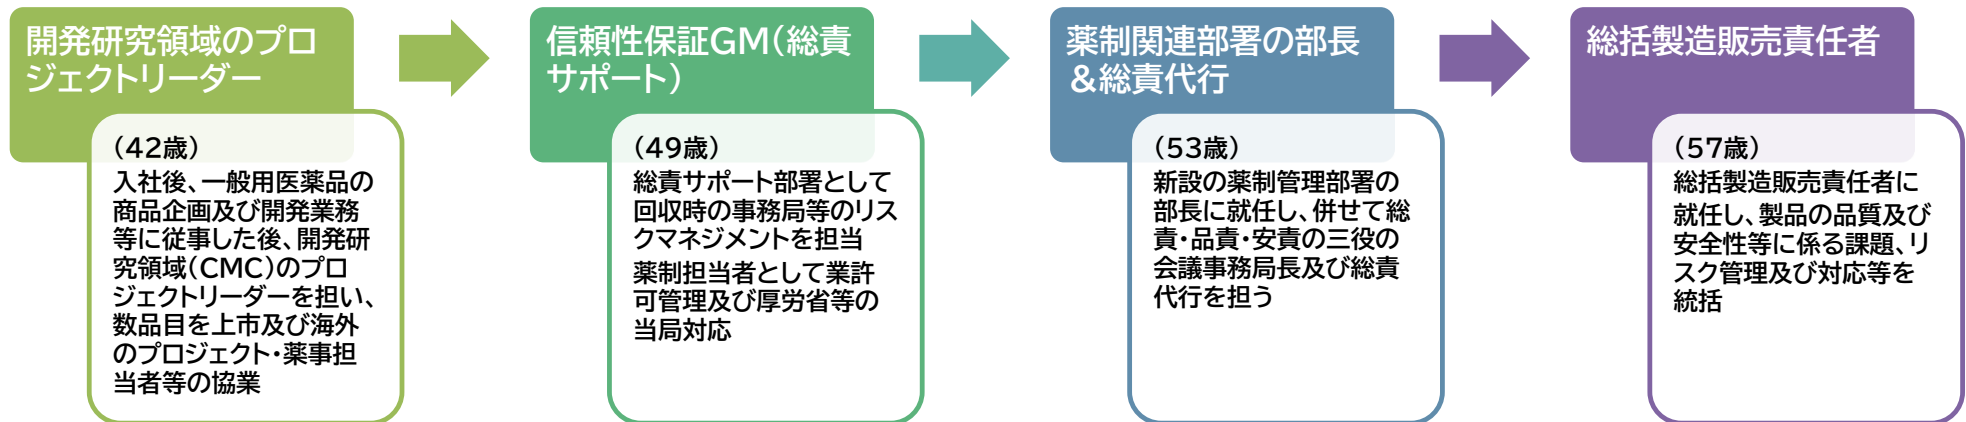 開発研究領域のプロ
ジェクトリーダー
(42歳)
入社後、一般用医薬品の
商品企画及び開発業務
等に従事した後、開発研
究領域(CMC)のプロ
ジェクトリーダーを担い、
数品目を上市及び海外
のプロジェクト・薬事担
当者等の協業
信頼性保証GM(総責
サポート)
(49歳)
総責サポート部署として
回収時の事務局等のリス
クマネジメントを担当
薬制担当者として業許
可管理及び厚労省等の
当局対応
薬制関連部署の部長
&総責代行
(53歳)
新設の薬制管理部署の
部長に就任し、併せて総
責・品責・安責の三役の
会議事務局長及び総責
代行を担う
総括製造販売責任者
(57歳)
総括製造販売責任者に
就任し、製品の品質及び
安全性等に係る課題、リ
スク管理及び対応等を
統括